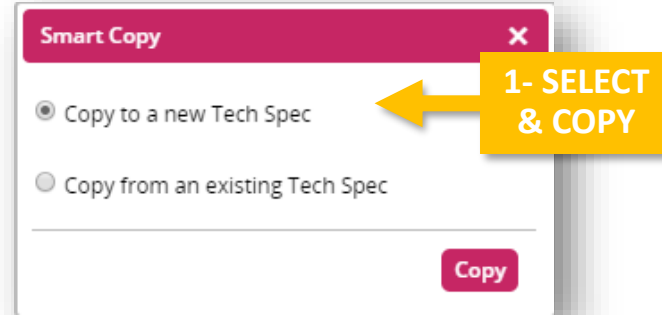 Smart Copy
1- SELECT
& COPY
Copy to a new Tech Spec
Copy from an existing Tech Spec
Copy